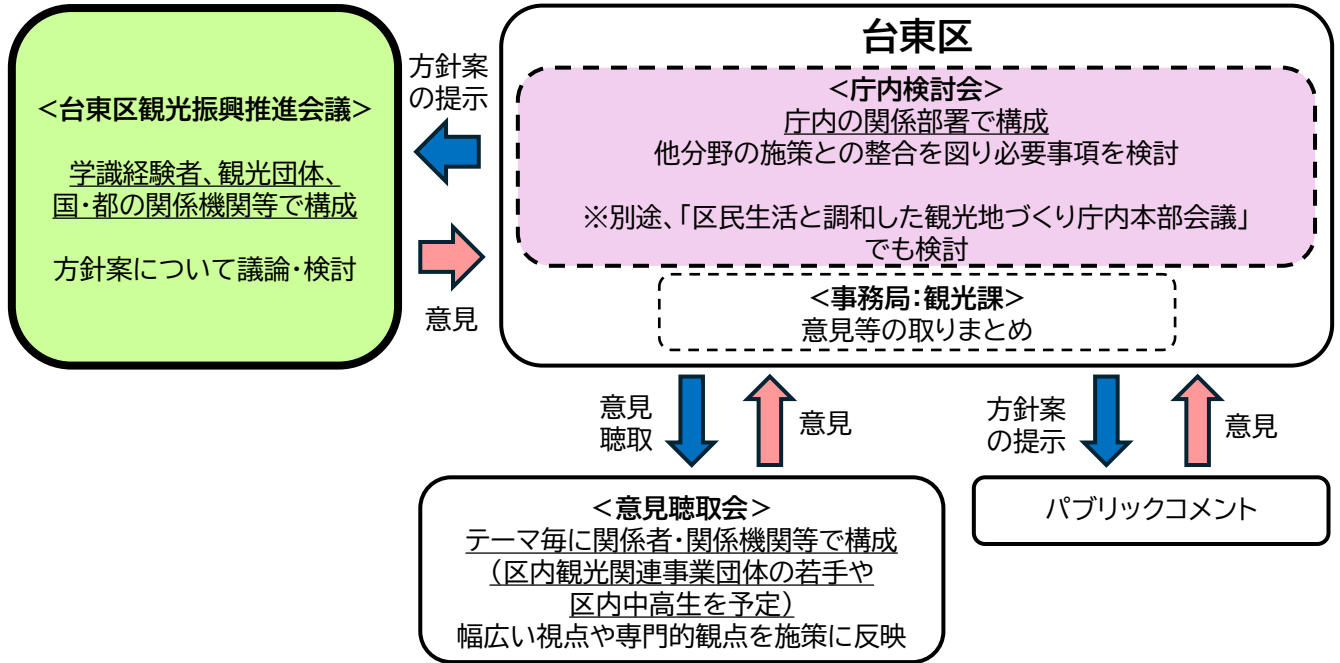 <台東区観光振興推進会議>
学識経験者、観光団体、
国・都の関係機関等で構成
方針案について議論・検討
方針案
の提示
意見
台東区
<庁内検討会>
庁内の関係部署で構成
他分野の施策との整合を図り必要事項を検討
※別途、「区民生活と調和した観光地づくり庁内本部会議」
でも検討
<事務局：観光課>
意見等の取りまとめ
意見
聴取
意見
方針案
の提示
意見
<意見聴取会>
テーマ毎に関係者・関係機関等で構成
（区内観光関連事業団体の若手や
区内中高生を予定）
幅広い視点や専門的観点を施策に反映
パブリックコメント